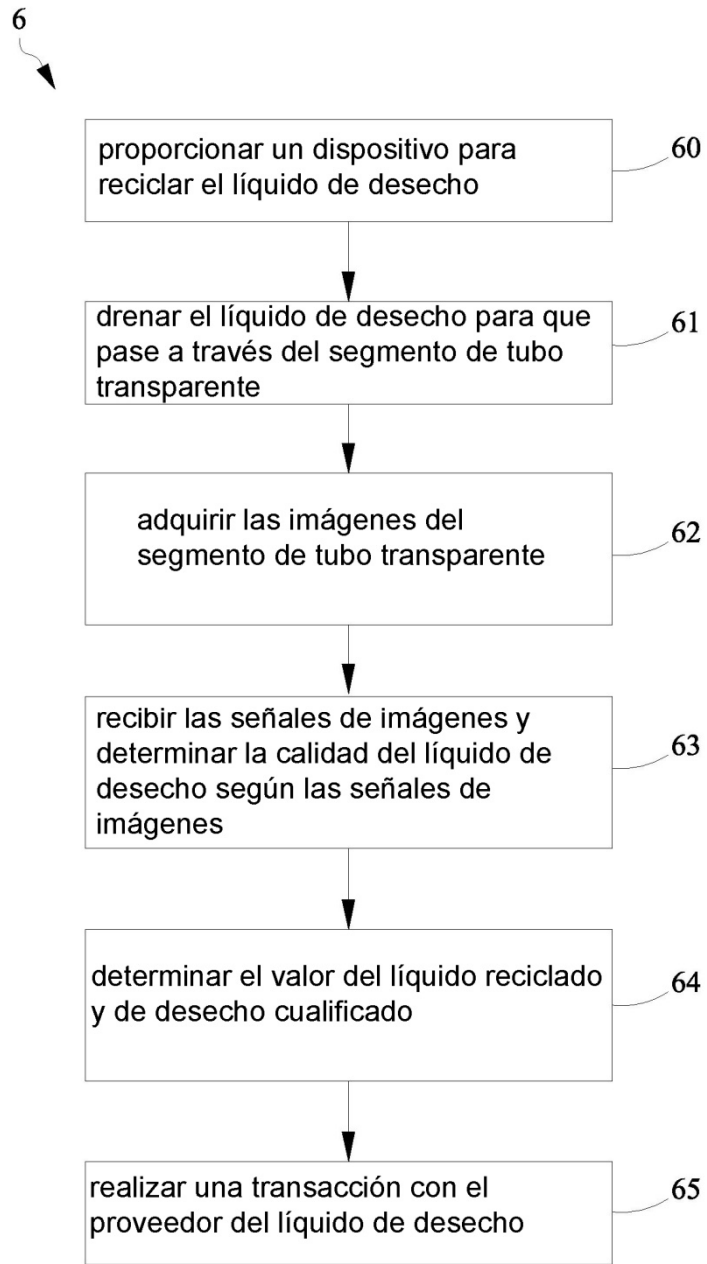 6
proporcionar un dispositivo para
reciclar el líquido de desecho
60
drenar el líquido de desecho para que
pase a través del segmento de tubo
transparente
61
adquirir las imágenes del
segmento de tubo transparente
62
recibir las señales de imágenes y
determinar la calidad del líquido de
desecho según las señales de
imágenes
63
determinar el valor del líquido reciclado
y de desecho cualificado
64
realizar una transacción con el
proveedor del líquido de desecho
65